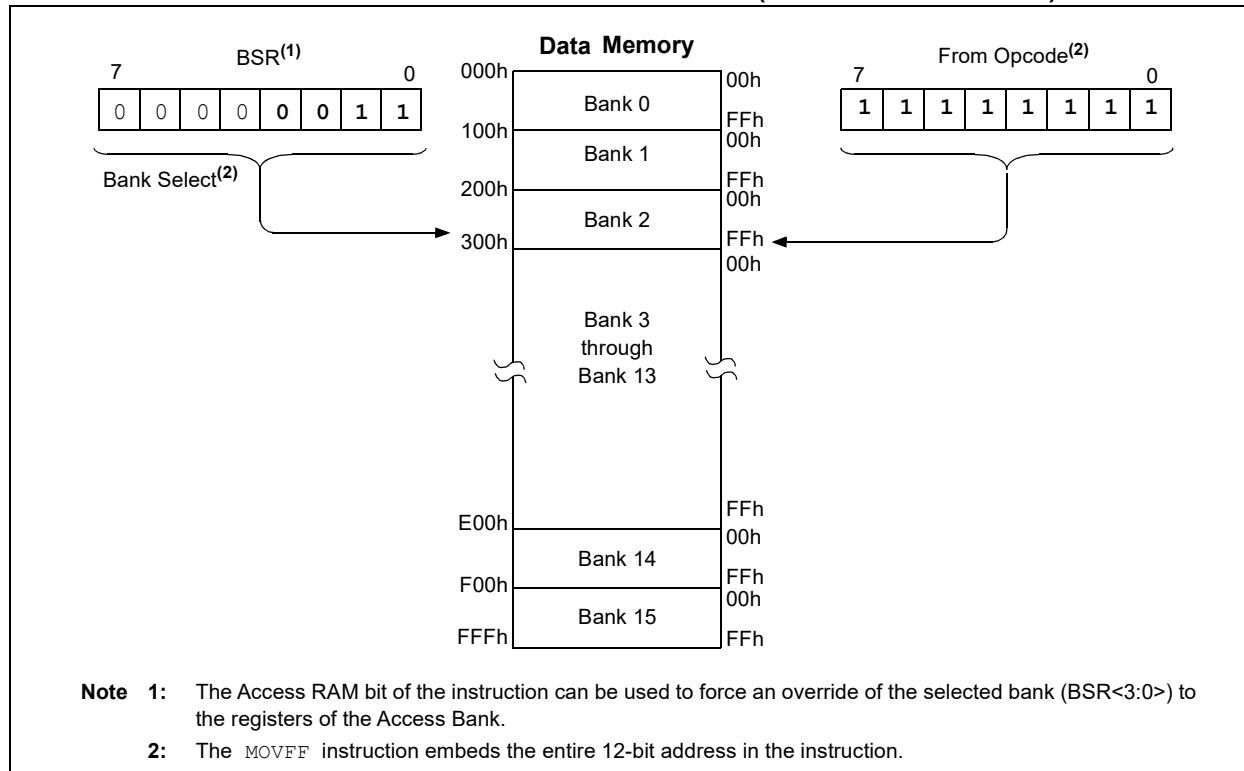 Data Memory
BSR(1)
From Opcode(2)
7 0
7 0
0 0 0 0 0 0 1 1
1 1 1 1 1 1 1 1
Bank Select(2)
000h
00h
Bank 0
FFh
100h
00h
Bank 1
FFh
200h
00h
Bank 2
FFh
300h
00h
Bank 3
through
Bank 13
FFh
E00h
00h
Bank 14
FFh
F00h
00h
Bank 15
FFFh
FFh
Note 1: The Access RAM bit of the instruction can be used to force an override of the selected bank (BSR<3:0>) to
the registers of the Access Bank.
2: The MOVFF instruction embeds the entire 12-bit address in the instruction.